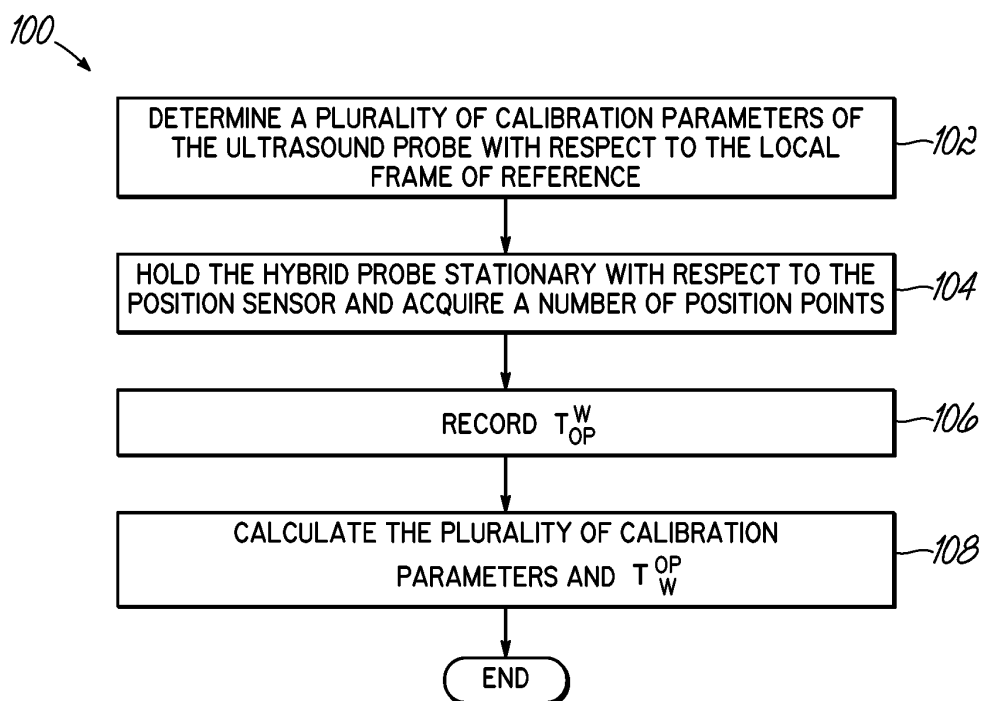 100
DETERMINE A PLURALITY OF CALIBRATION PARAMETERS OF
THE ULTRASOUND PROBE WITH RESPECT TO THE LOCAL
FRAME OF REFERENCE
102
HOLD THE HYBRID PROBE STATIONARY WITH RESPECT TO THE
POSITION SENSOR AND ACQUIRE A NUMBER OF POSITION POINTS
104
RECORD T W OP
106
CALCULATE THE PLURALITY OF CALIBRATION
PARAMETERS AND T OP W
108
END